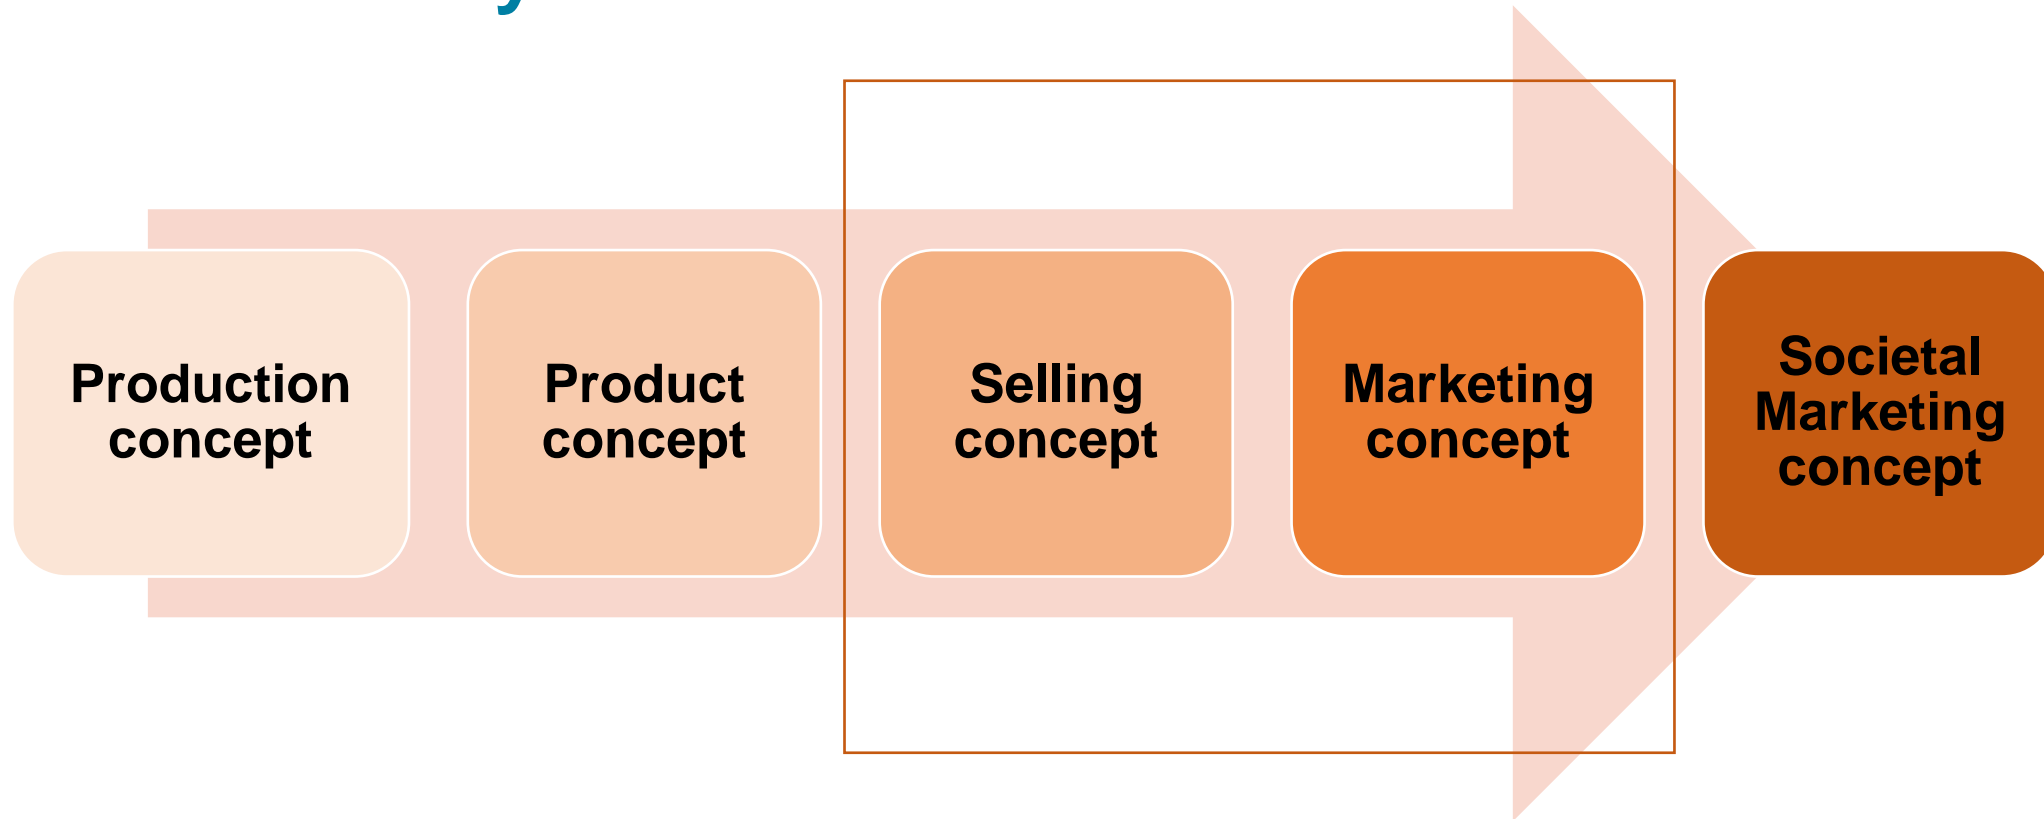 Production
concept
Product
concept
Selling
concept
Marketing
concept
Societal
Marketing
concept